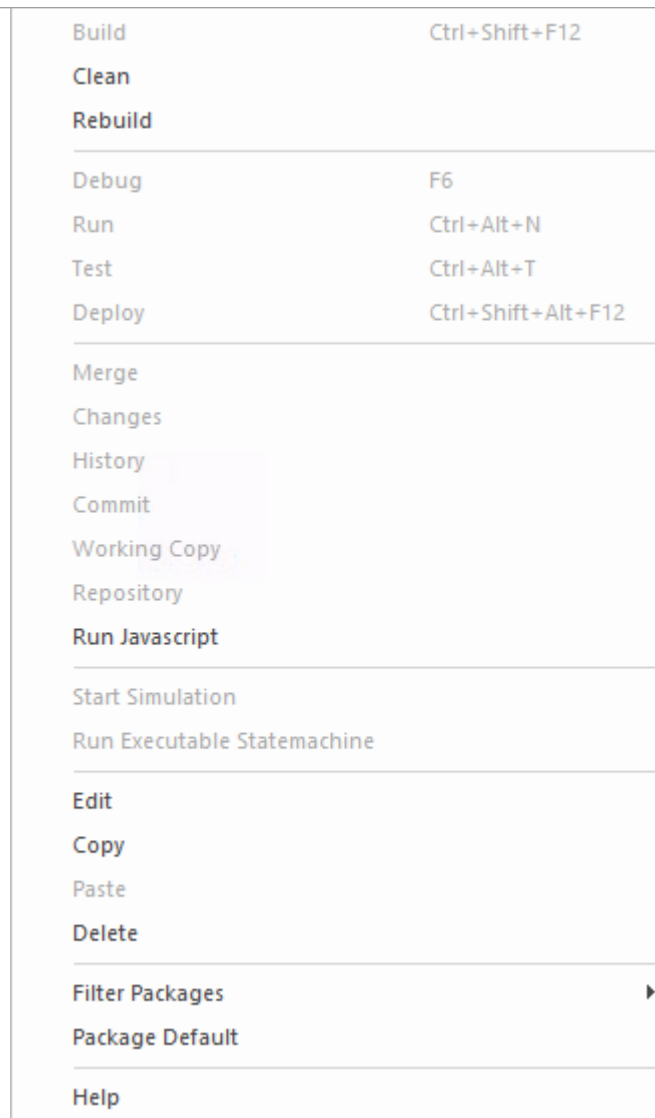 Build Ctrl+Shift+F12
Clean
Rebuild
Debug F6
Run Ctrl+Alt+N
Test Ctrl+Alt+T
Deploy Ctrl+Shift+Alt+F12
Merge
Changes
History
Commit
Working Copy
Repository
Run Javascript
Start Simulation
Run Executable Statemachine
Edit
Copy
Paste
Delete
Filter Packages
Package Default
Help